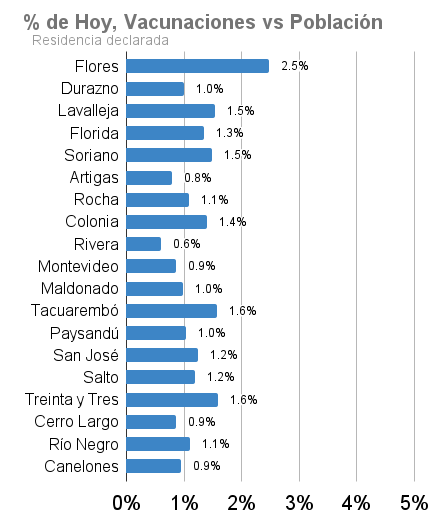 % de Hoy, Vacunaciones vs Población
Residencia declarada
Flores 2.5%
Durazno 1.0%
Lavalleja 1.5%
Florida 1.3%
Soriano 1.5%
Artigas 0.8%
Rocha 1.1%
Colonia 1.4%
Rivera 0.6%
Montevideo 0.9%
Maldonado 1.0%
Tacuarembó 1.6%
Paysandú 1.0%
San José 1.2%
Salto 1.2%
Treinta y Tres 1.6%
Cerro Largo 0.9%
Río Negro 1.1%
Canelones 0.9%
0% 1% 2% 3% 4% 5%